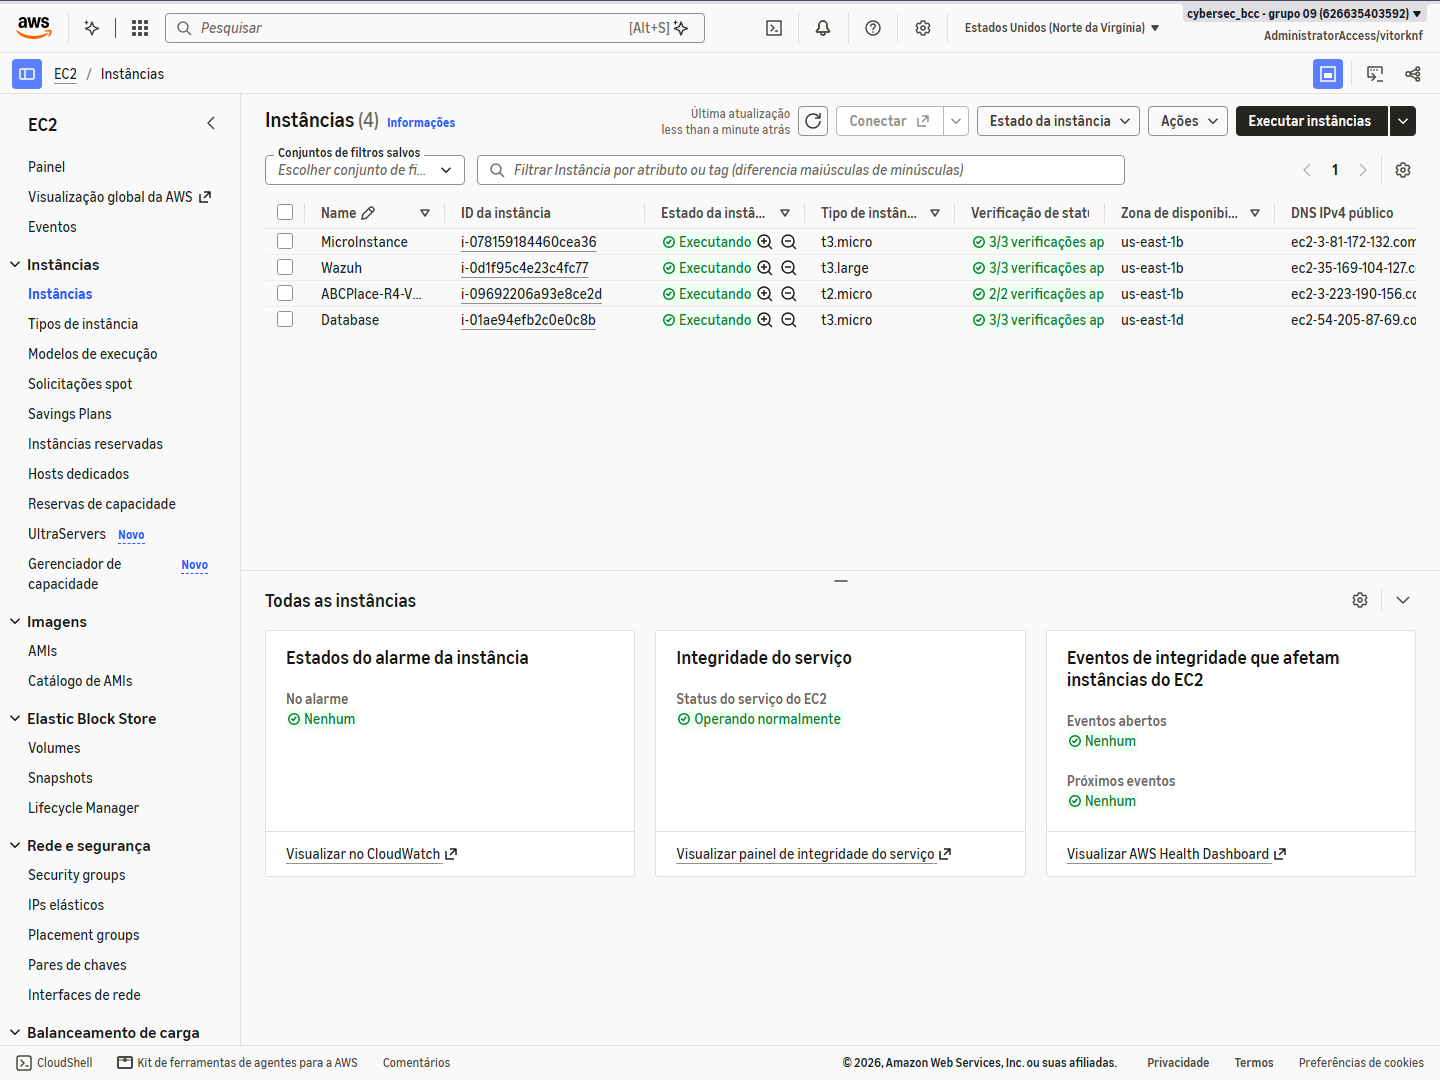 aws
Pesquisar
[Alt+S]
Estados Unidos (Norte da Virgínia)
cybersec_bcc - grupo 09 (626635403592)
AdministratorAccess/vitorknf
EC2 / Instâncias
EC2
Painel
Visualização global da AWS
Eventos
Instâncias
Instâncias
Tipos de instância
Modelos de execução
Solicitações spot
Savings Plans
Instâncias reservadas
Hosts dedicados
Reservas de capacidade
UltraServers Novo
Gerenciador de Novo
capacidade
Imagens
AMIs
Catálogo de AMIs
Elastic Block Store
Volumes
Snapshots
Lifecycle Manager
Rede e segurança
Security groups
IPs elásticos
Placement groups
Pares de chaves
Interfaces de rede
Balanceamento de carga
Instâncias (4) Informações
Última atualização
less than a minute atrás
Conectar
Estado da instância
Ações
Executar instâncias
Conjuntos de filtros salvos
Escolher conjunto de fi...
Filtrar Instância por atributo ou tag (diferencia maiúsculas de minúsculas)
1
Name ID da instância Estado da instâ... Tipo de instân... Verificação de statu Zona de disponibi... DNS IPv4 público
MicroInstance i-078159184460cea36 Executando t3.micro 3/3 verificações ap us-east-1b ec2-3-81-172-132.com
Wazuh i-0d1f95c4e23c4fc77 Executando t3.large 3/3 verificações ap us-east-1b ec2-35-169-104-127.c
ABCPlace-R4-V... i-09692206a93e8ce2d Executando t2.micro 2/2 verificações ap us-east-1b ec2-3-223-190-156.co
Database i-01ae94efb2c0e0c8b Executando t3.micro 3/3 verificações ap us-east-1d ec2-54-205-87-69.co
Todas as instâncias
Estados do alarme da instância
No alarme
Nenhum
Visualizar no CloudWatch
Integridade do serviço
Status do serviço do EC2
Operando normalmente
Visualizar painel de integridade do serviço
Eventos de integridade que afetam
instâncias do EC2
Eventos abertos
Nenhum
Próximos eventos
Nenhum
Visualizar AWS Health Dashboard
CloudShell
Kit de ferramentas de agentes para a AWS
Comentários
© 2026, Amazon Web Services, Inc. ou suas afiliadas.
Privacidade
Termos
Preferências de cookies